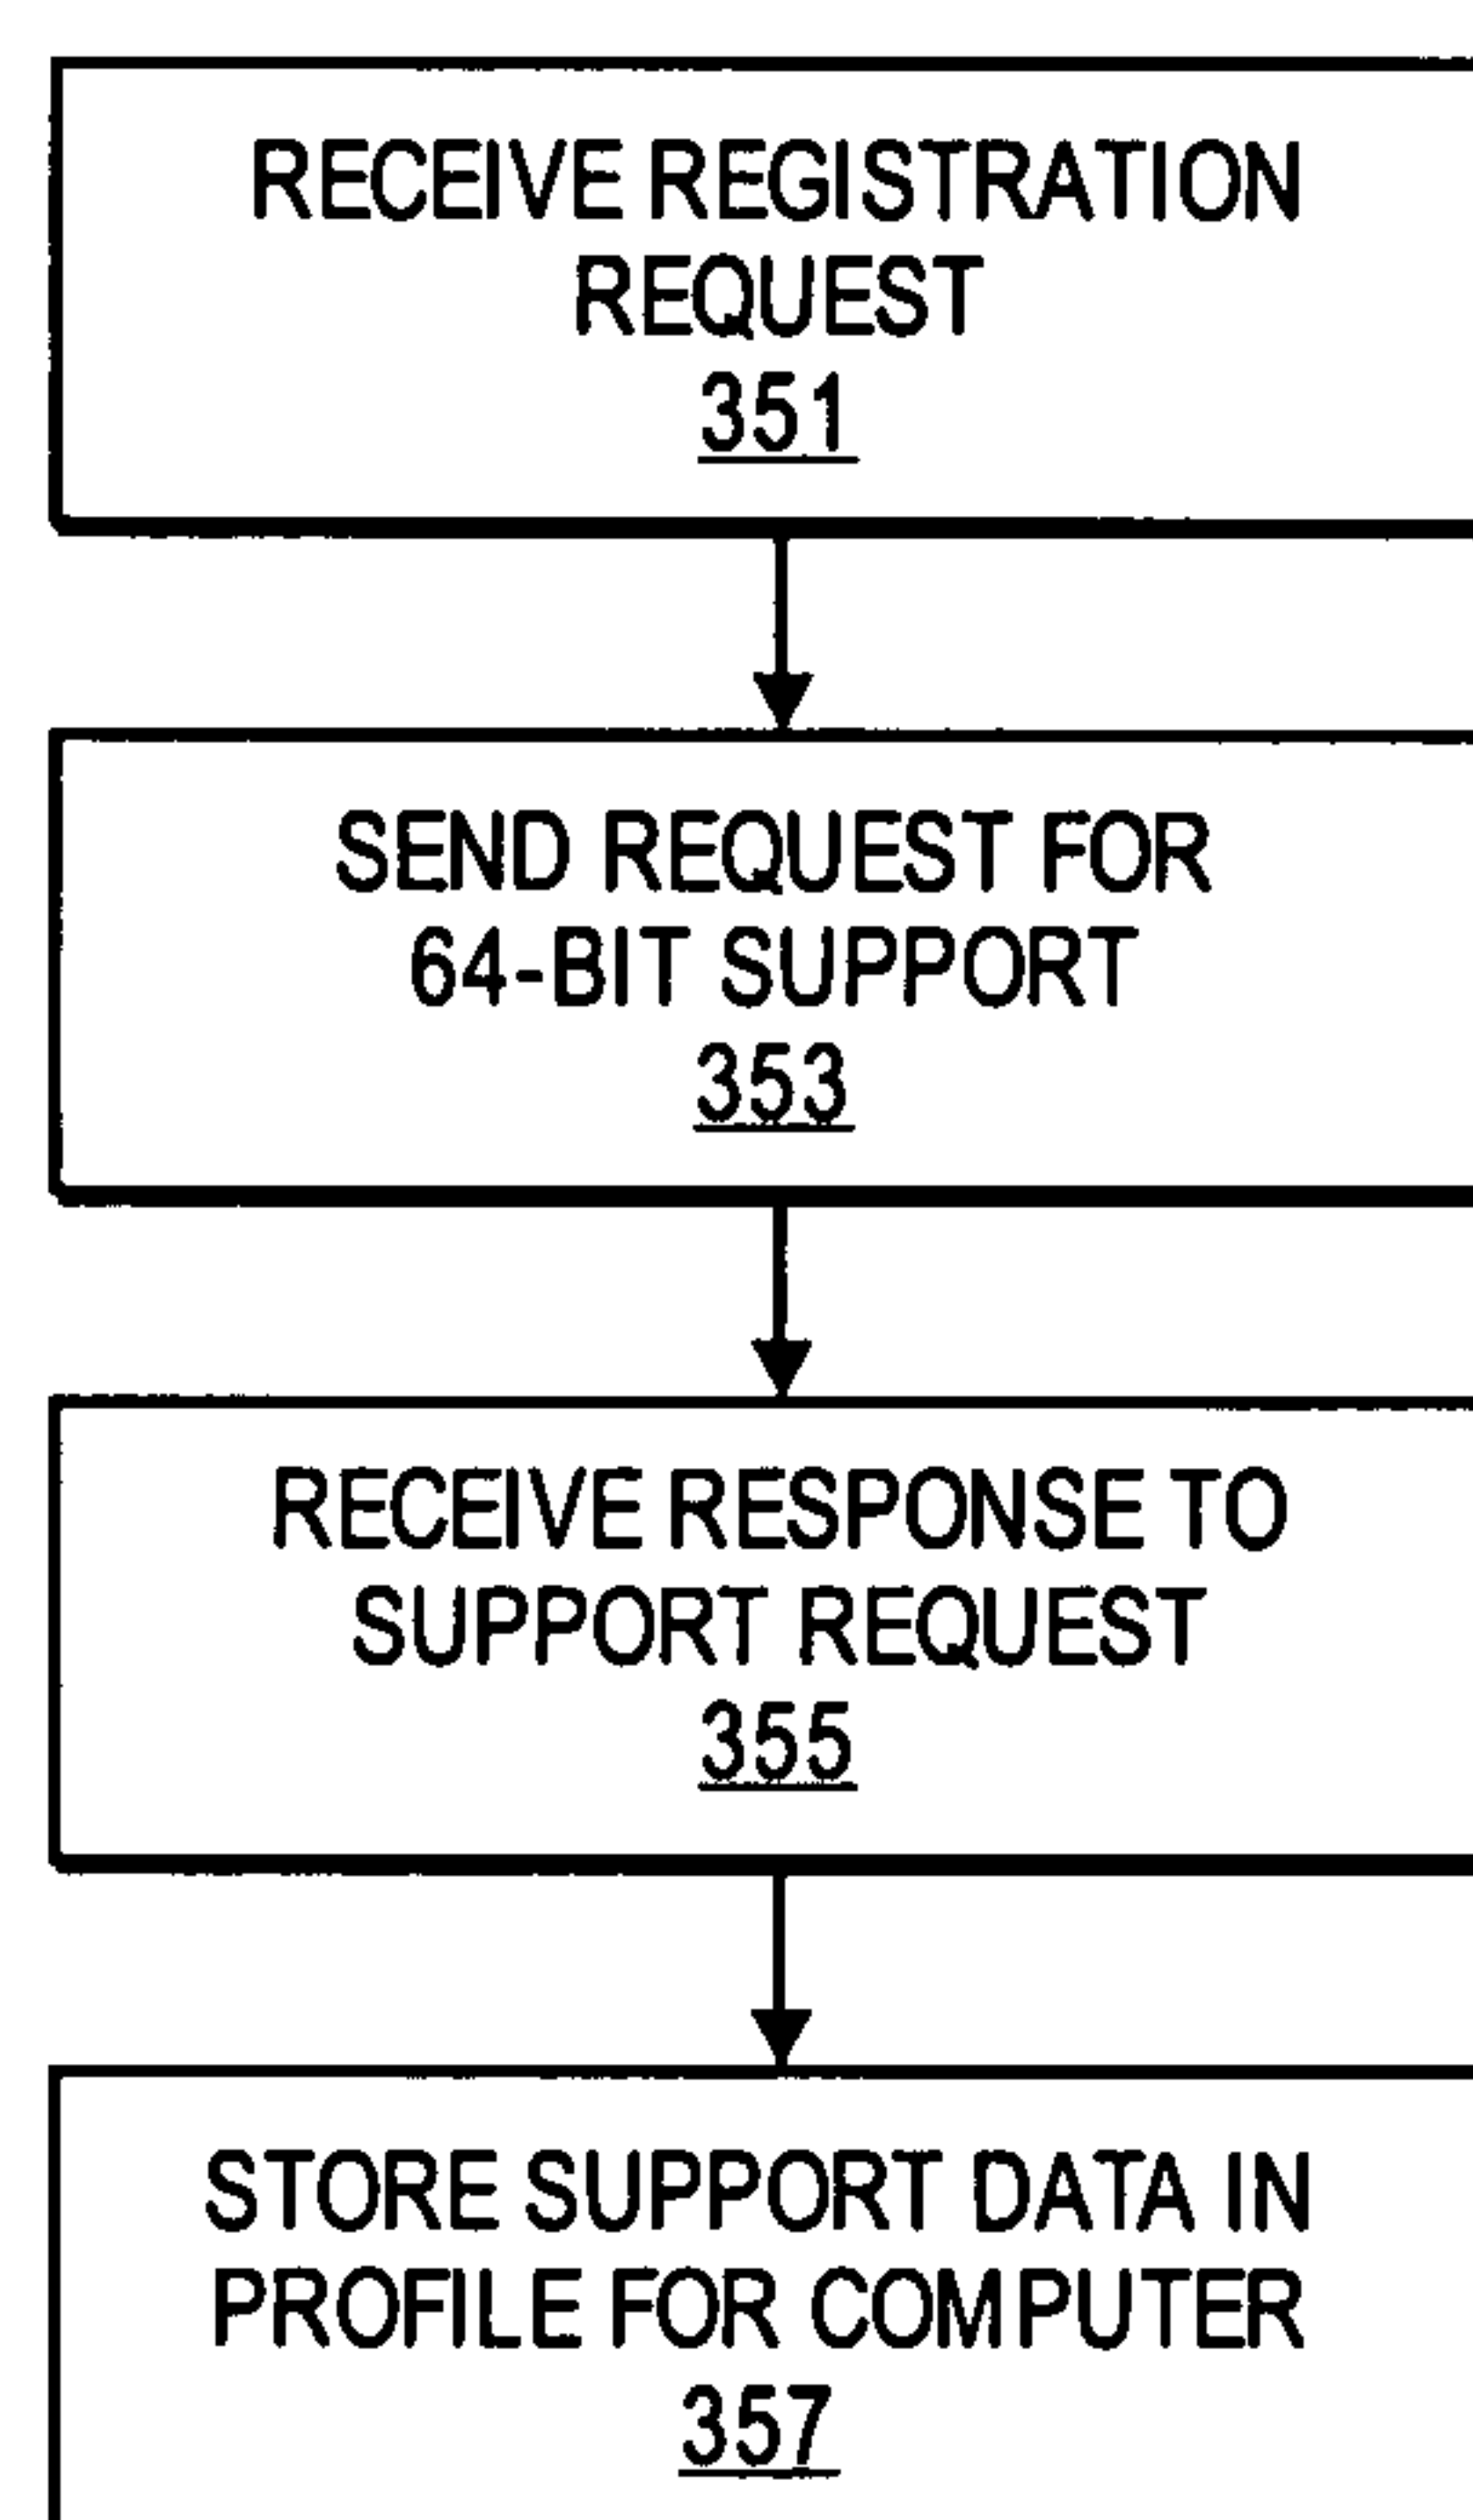 RECEIVE REGISTRATION
REQUEST
351
SEND REQUEST FOR
64-BIT SUPPORT
353
RECEIVE RESPONSE TO
SUPPORT REQUEST
355
STORE SUPPORT DATA IN
PROFILE FOR COMPUTER
357